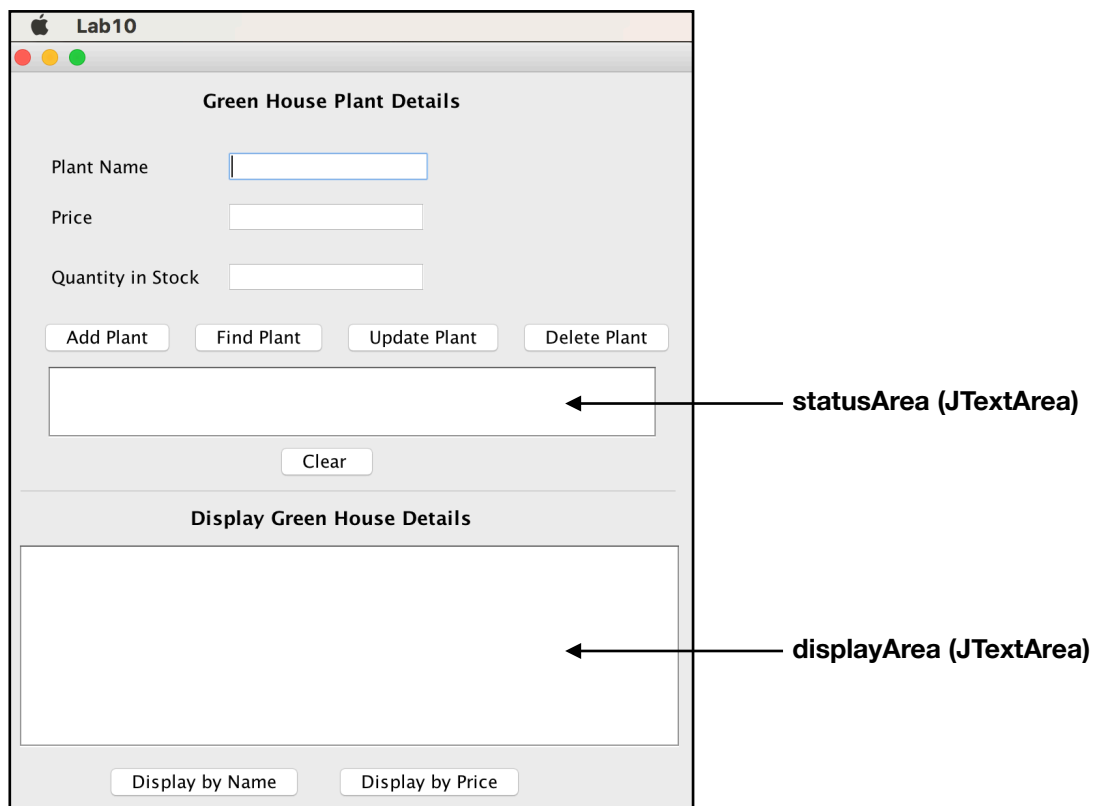 Lab10
Green House Plant Details
Plant Name
Price
Quantity in Stock
Add Plant Find Plant Update Plant Delete Plant
statusArea (JTextArea)
Clear
Display Green House Details
displayArea (JTextArea)
Display by Name Display by Price